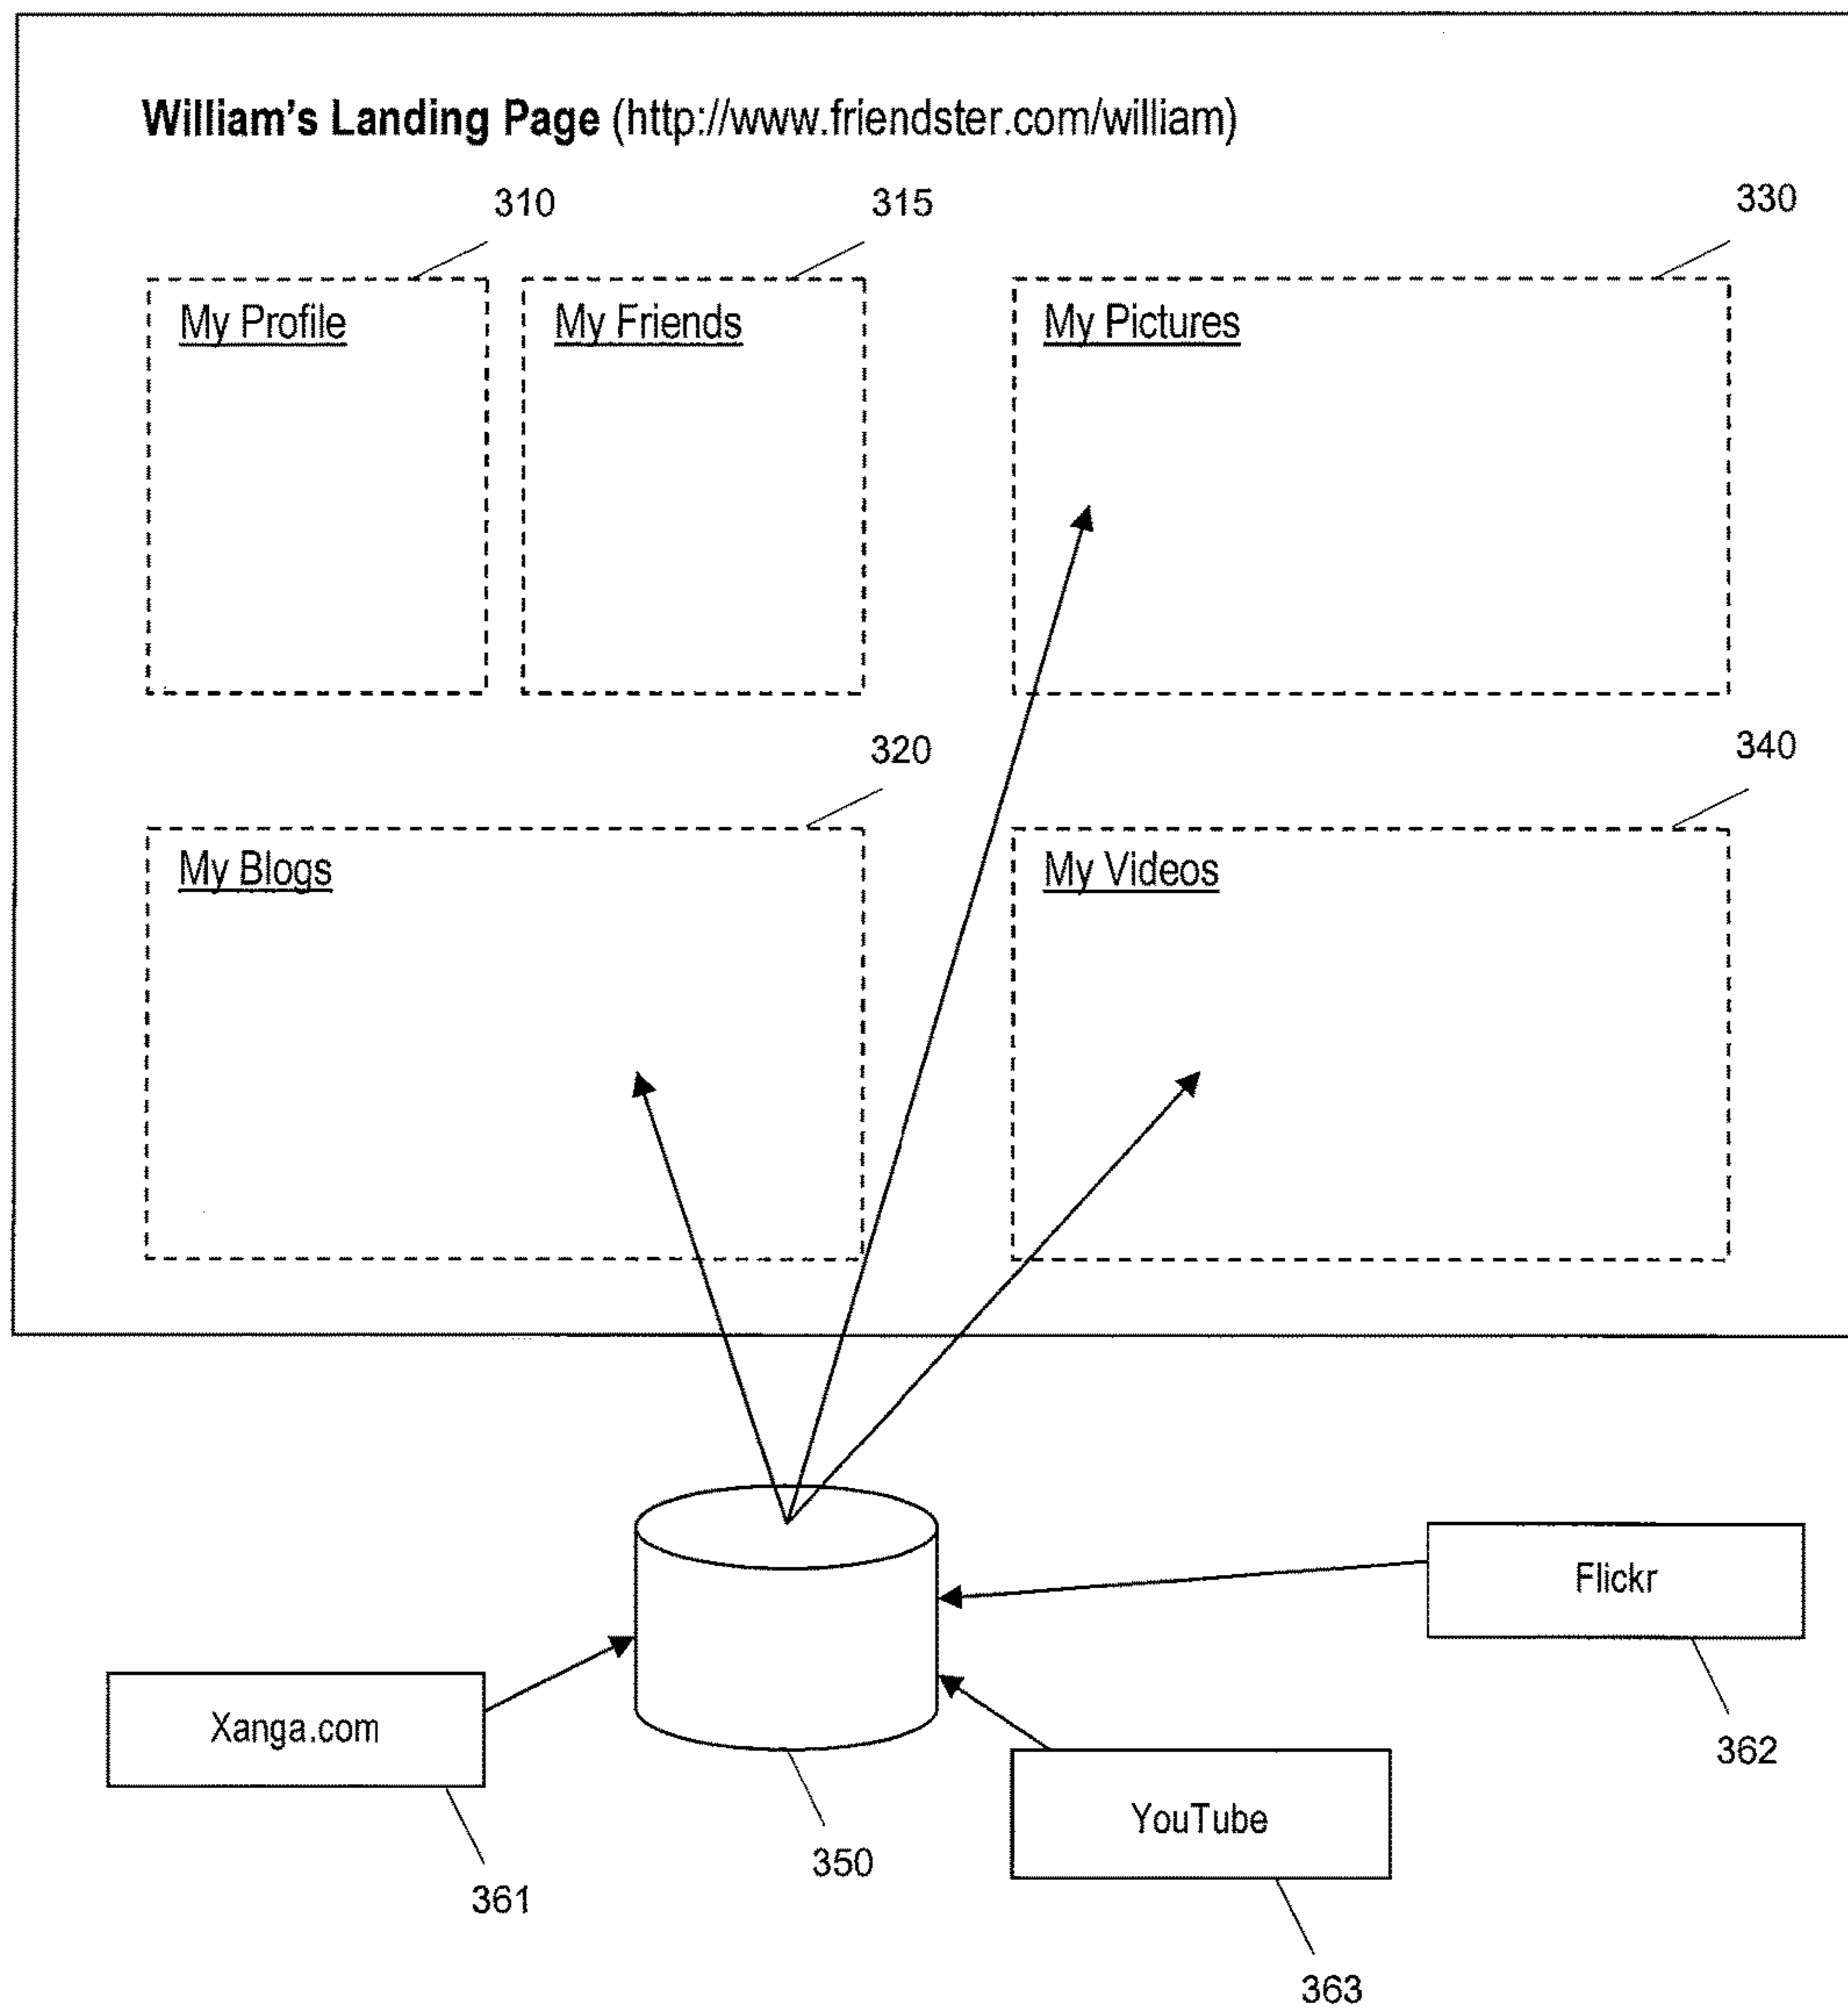 William's Landing Page (http://www.friendster.com/william)
310
315
330
My Profile
My Friends
My Pictures
320
340
My Blogs
My Videos
Flickr
Xanga.com
362
YouTube
350
361
363